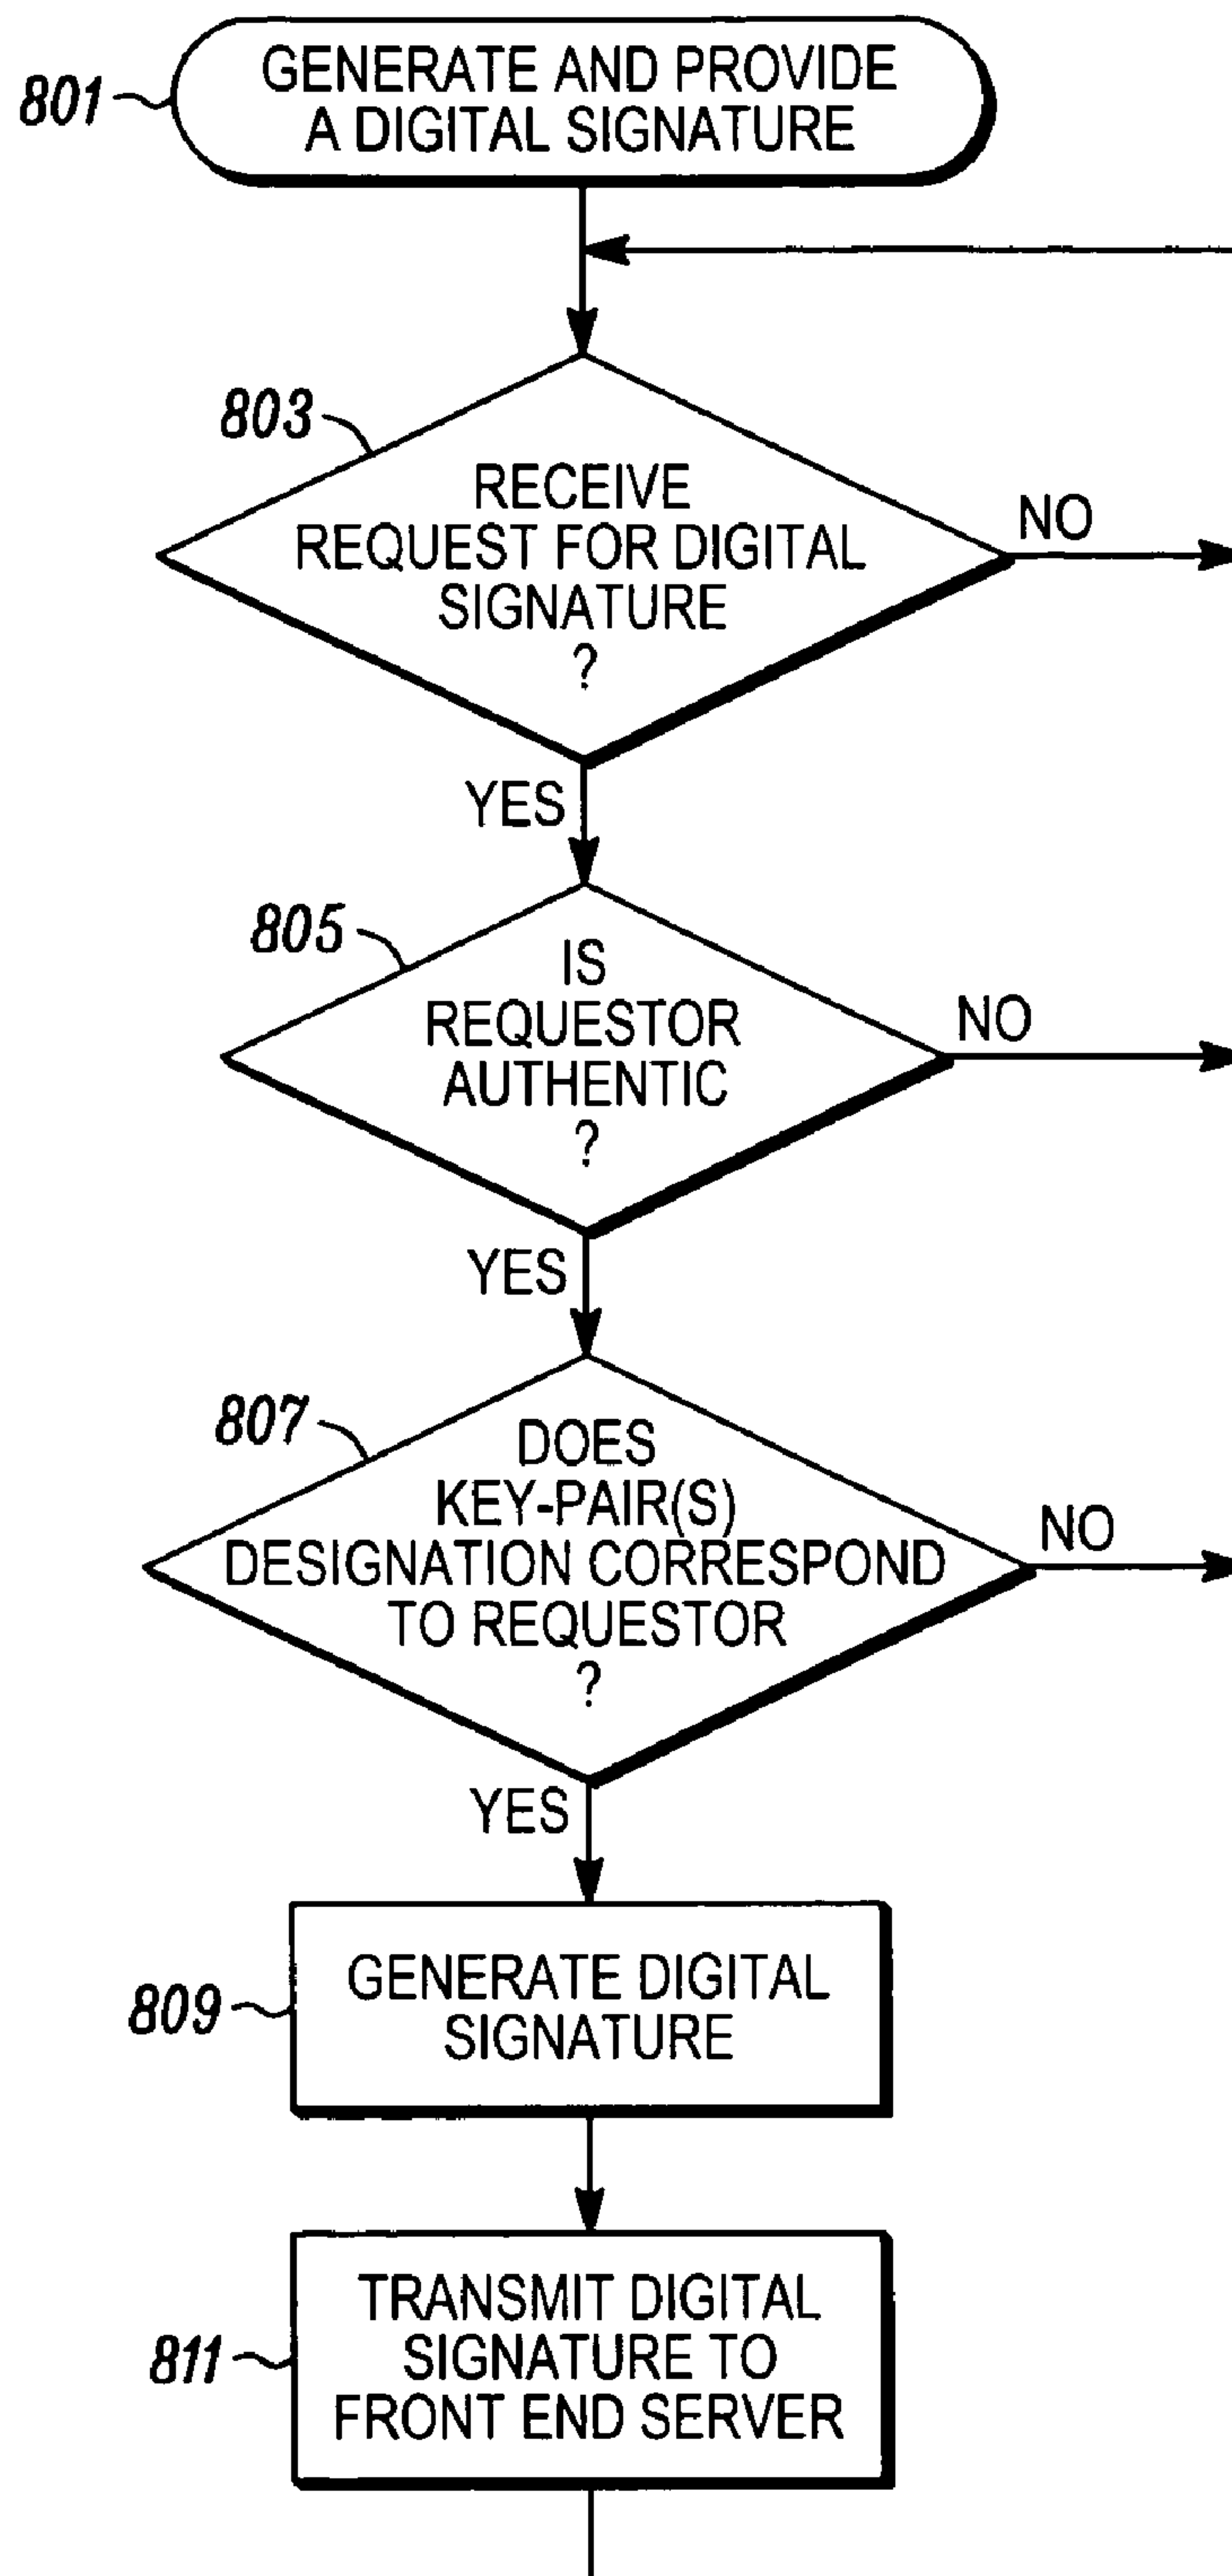 801
GENERATE AND PROVIDE
A DIGITAL SIGNATURE
803
RECEIVE
REQUEST FOR DIGITAL
SIGNATURE
?
NO
YES
805
IS
REQUESTOR
AUTHENTIC
?
NO
YES
807
DOES
KEY-PAIR(S)
DESIGNATION CORRESPOND
TO REQUESTOR
?
NO
YES
809
GENERATE DIGITAL
SIGNATURE
811
TRANSMIT DIGITAL
SIGNATURE TO
FRONT END SERVER